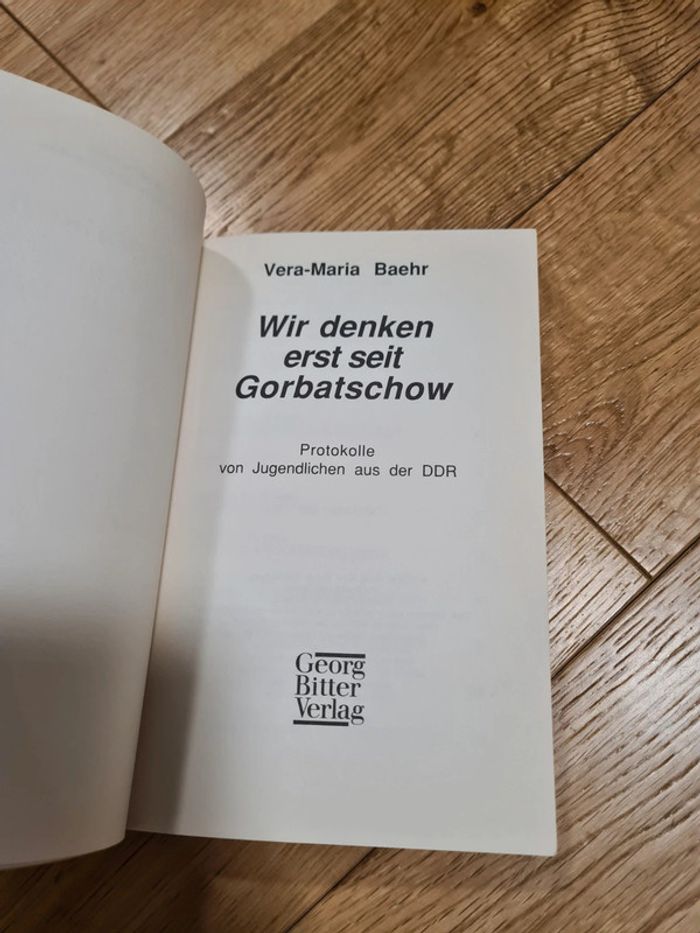 Vera-Maria Baehr
Wir denken
erst seit
Gorbatschow
Protokolle
von Jugendlichen aus der DDR
Georg
Bitter
Verlag